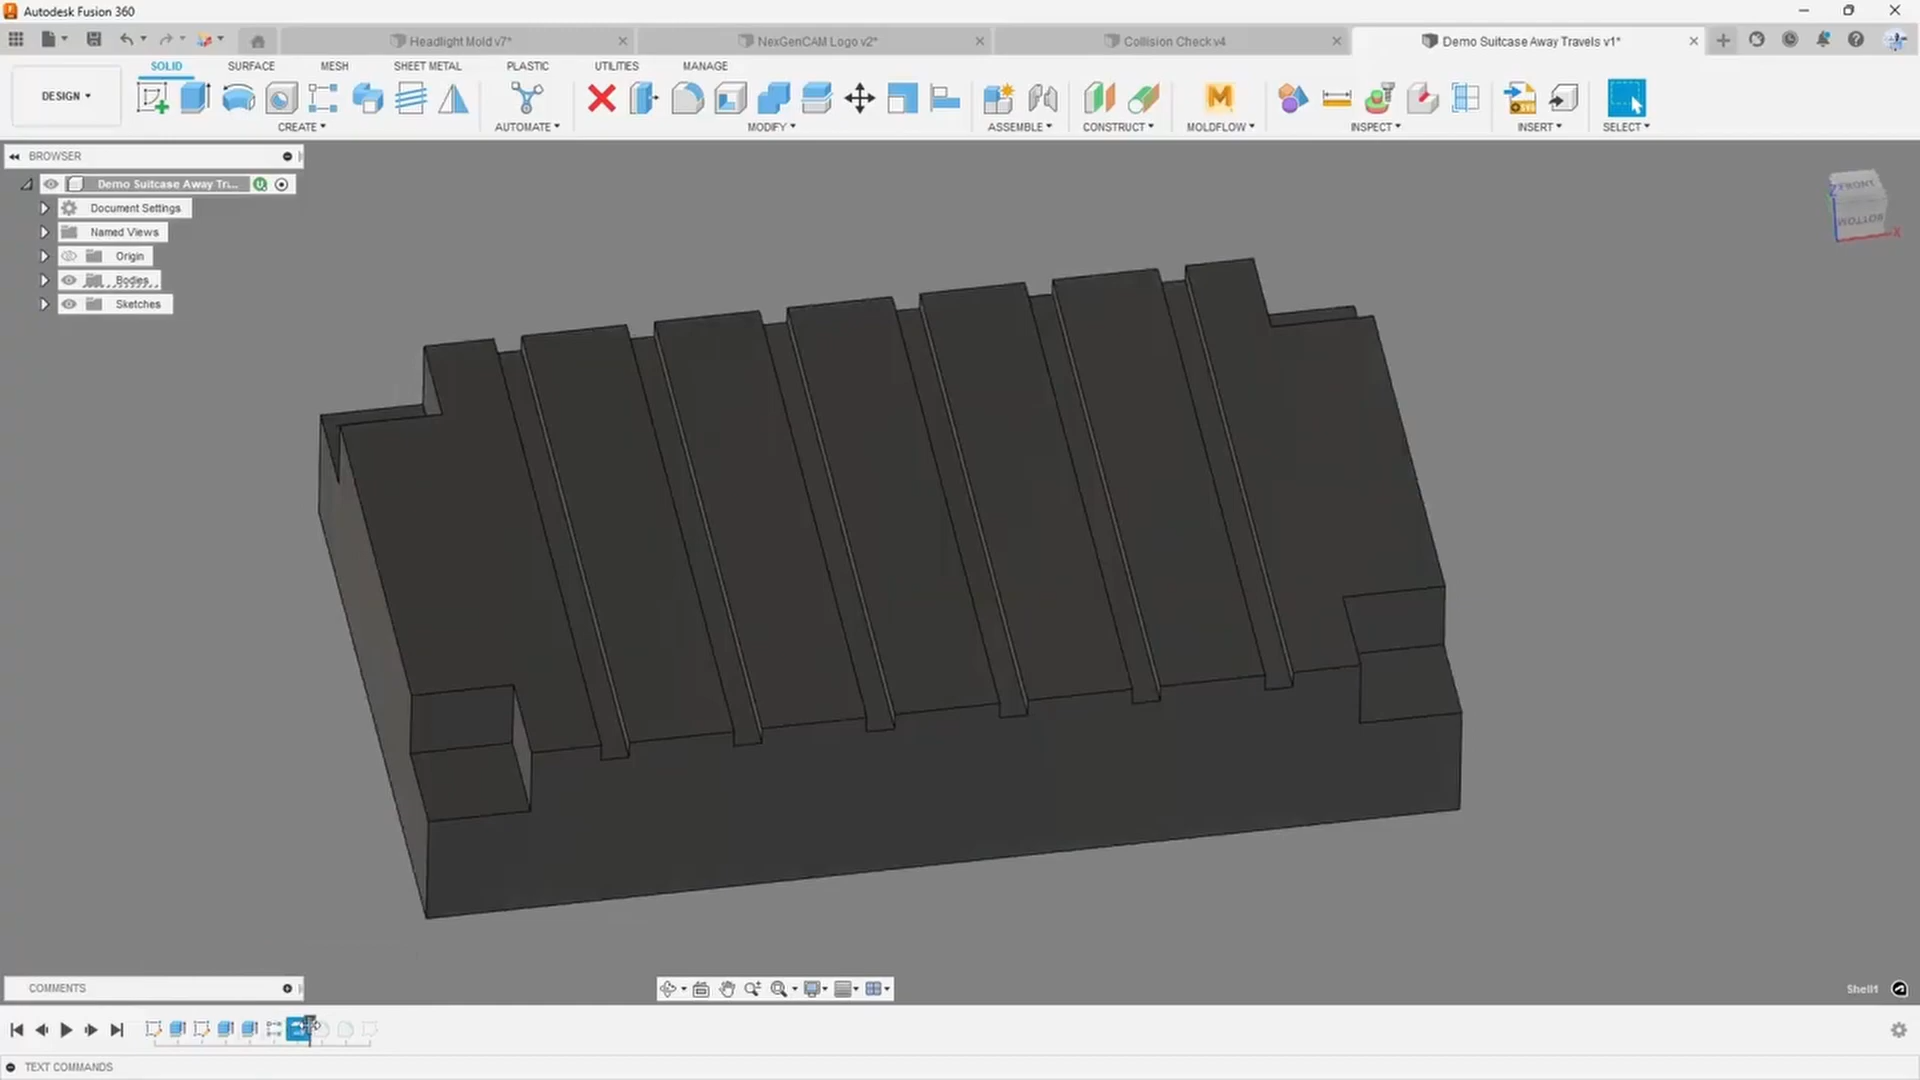 Autodesk Fusion 360
Headlight Mold v7*
NexGenCAM Logo v2*
Collision Check v4
Demo Suitcase Away Travels v1*
SOLID SURFACE MESH SHEET METAL PLASTIC UTILITIES MANAGE
DESIGN
CREATE AUTOMATE MODIFY ASSEMBLE CONSTRUCT MOLDFLOW INSPECT INSERT SELECT
BROWSER
Demo Suitcase Away Tr...
Document Settings
Named Views
Origin
Bodies
Sketches
FRONT
BOTTOM
Z
X
COMMENTS
Shell1
TEXT COMMANDS